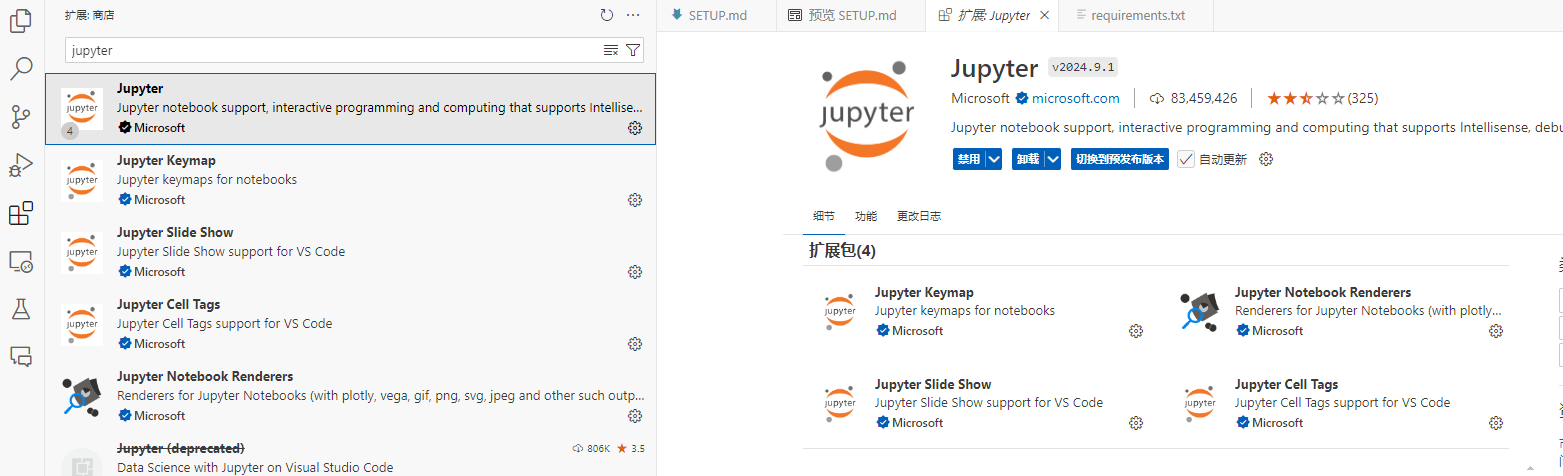 扩展: 商店
jupyter
Jupyter
Jupyter notebook support, interactive programming and computing that supports Intellise...
Microsoft
4
Jupyter Keymap
Jupyter keymaps for notebooks
Microsoft
Jupyter Slide Show
Jupyter Slide Show support for VS Code
Microsoft
Jupyter Cell Tags
Jupyter Cell Tags support for VS Code
Microsoft
Jupyter Notebook Renderers
Renderers for Jupyter Notebooks (with plotly, vega, gif, png, svg, jpeg and other such outp...
Microsoft
Jupyter (deprecated)
806K ★ 3.5
Data Science with Jupyter on Visual Studio Code
SETUP.md
预览 SETUP.md
扩展: Jupyter
requirements.txt
jupyter
Jupyter v2024.9.1
Microsoft microsoft.com 83,459,426 (325)
Jupyter notebook support, interactive programming and computing that supports Intellisense, debu
禁用 卸载 切换到预发布版本 自动更新
细节 功能 更改日志
扩展包(4)
Jupyter Keymap
Jupyter keymaps for notebooks
Microsoft
Jupyter Notebook Renderers
Renderers for Jupyter Notebooks (with plotly...
Microsoft
Jupyter Slide Show
Jupyter Slide Show support for VS Code
Microsoft
Jupyter Cell Tags
Jupyter Cell Tags support for VS Code
Microsoft